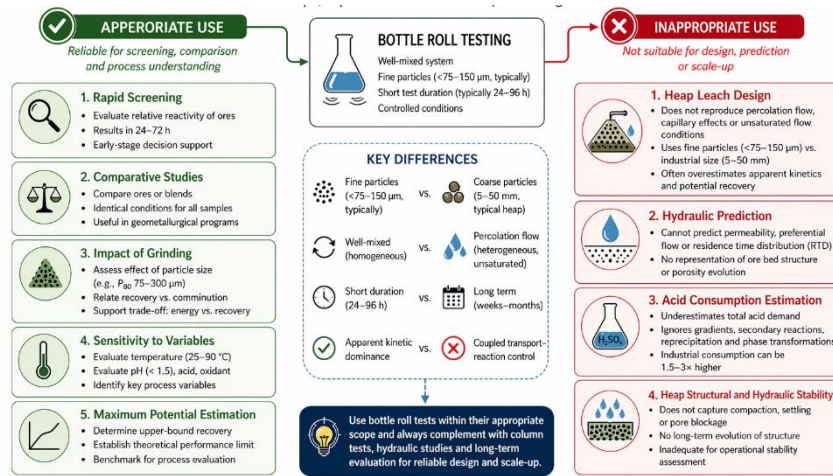 APPERORIATE USE
Reliable for screening, comparison
and process understanding
1. Rapid Screening
• Evaluate relative reactivity of ores
• Results in 24–72 h
• Early-stage decision support
2. Comparative Studies
• Compare ores or blends
• Identical conditions for all samples
• Useful in geometallurgical programs
3. Impact of Grinding
• Assess effect of particle size
(e.g., P80 75–300 μm)
• Relate recovery vs. comminution
• Support trade-off: energy vs. recovery
4. Sensitivity to Variables
• Evaluate temperature (25–90 °C)
• Evaluate pH (< 1.5), acid, oxidant
• Identify key process variables
5. Maximum Potential Estimation
• Determine upper-bound recovery
• Establish theoretical performance limit
• Benchmark for process evaluation
BOTTLE ROLL TESTING
Well-mixed system
Fine particles (<75–150 μm, typically)
Short test duration (typically 24–96 h)
Controlled conditions
KEY DIFFERENCES
Fine particles
(<75–150 μm,
typically)
vs.
Coarse particles
(5–50 mm,
typical heap)
Well-mixed
(homogeneous)
vs.
Percolation flow
(heterogeneous,
unsaturated)
Short duration
(24–96 h)
vs.
Long term
(weeks–months)
Apparent kinetic
dominance
vs.
Coupled transport-
reaction control
Use bottle roll tests within their appropriate
scope and always complement with column
tests, hydraulic studies and long-term
evaluation for reliable design and scale-up.
INAPPROPRIATE USE
Not suitable for design, prediction
or scale-up
1. Heap Leach Design
• Does not reproduce percolation flow,
capillary effects or unsaturated flow
conditions
• Uses fine particles (<75–150 μm) vs.
industrial size (5–50 mm)
• Often overestimates apparent kinetics
and potential recovery
2. Hydraulic Prediction
• Cannot predict permeability, preferential
flow or residence time distribution (RTD)
• No representation of ore bed structure
or porosity evolution
3. Acid Consumption Estimation
• Underestimates total acid demand
• Ignores gradients, secondary reactions,
reprecipitation and phase transformations
• Industrial consumption can be
1.5–3× higher
H2SO4
4. Heap Structural and Hydraulic Stability
• Does not capture compaction, settling
or pore blockage
• No long-term evolution of structure
• Inadequate for operational stability
assessment